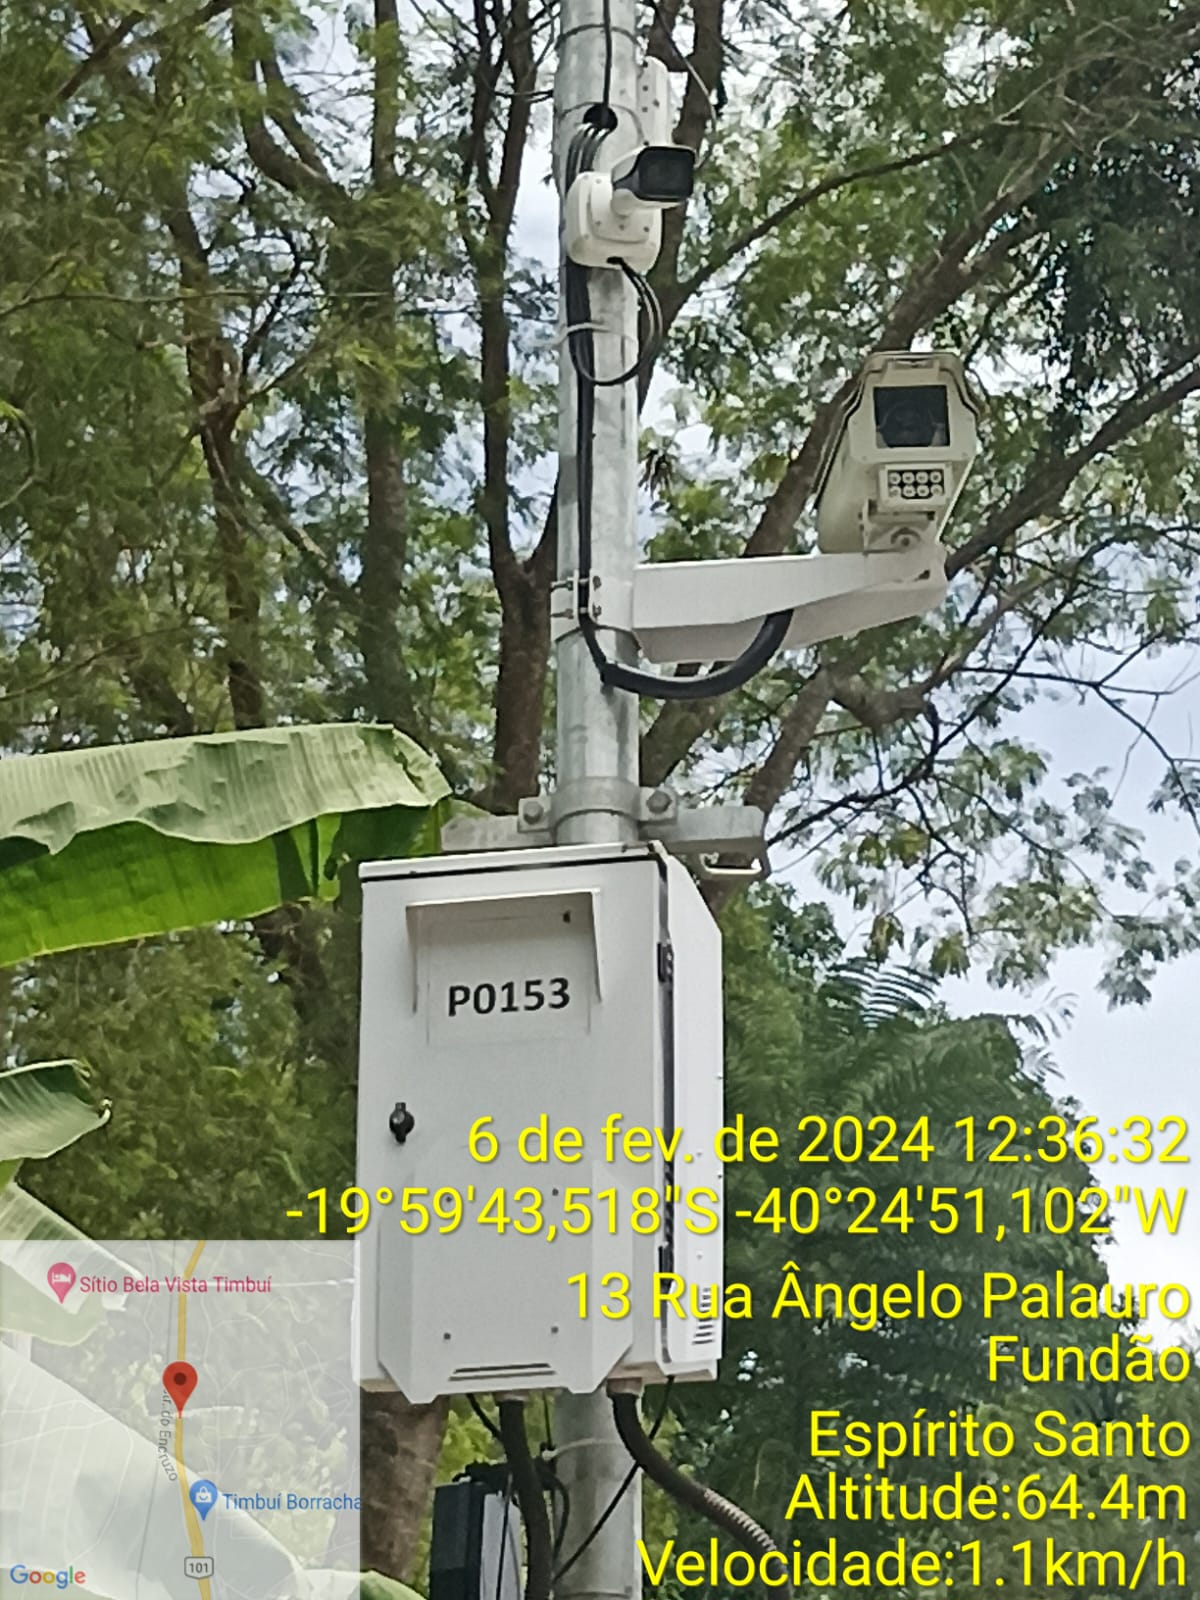 P0153
6 de fev. de 2024 12:36:32
-19°59'43,518"S -40°24'51,102"W
13 Rua Ângelo Palauro
Fundão
Espírito Santo
Altitude:64.4m
Velocidade:1.1km/h
Sítio Bela Vista Timbuí
do Encruzo
Timbuí Borracha
101
Google